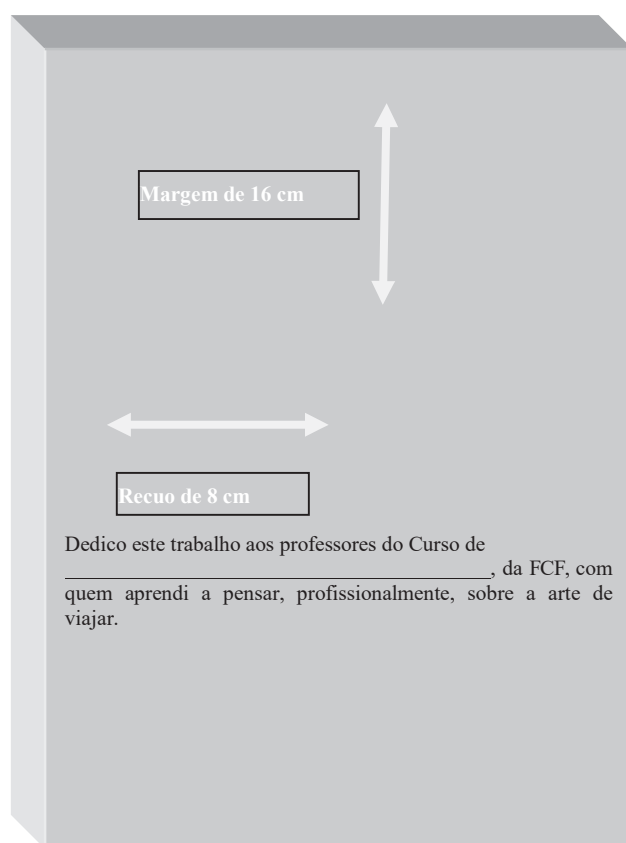 Margem de 16 cm
Recuo de 8 cm
Dedico este trabalho aos professores do Curso de
________________________________________, da FCF, com
quem aprendi a pensar, profissionalmente, sobre a arte de
viajar.